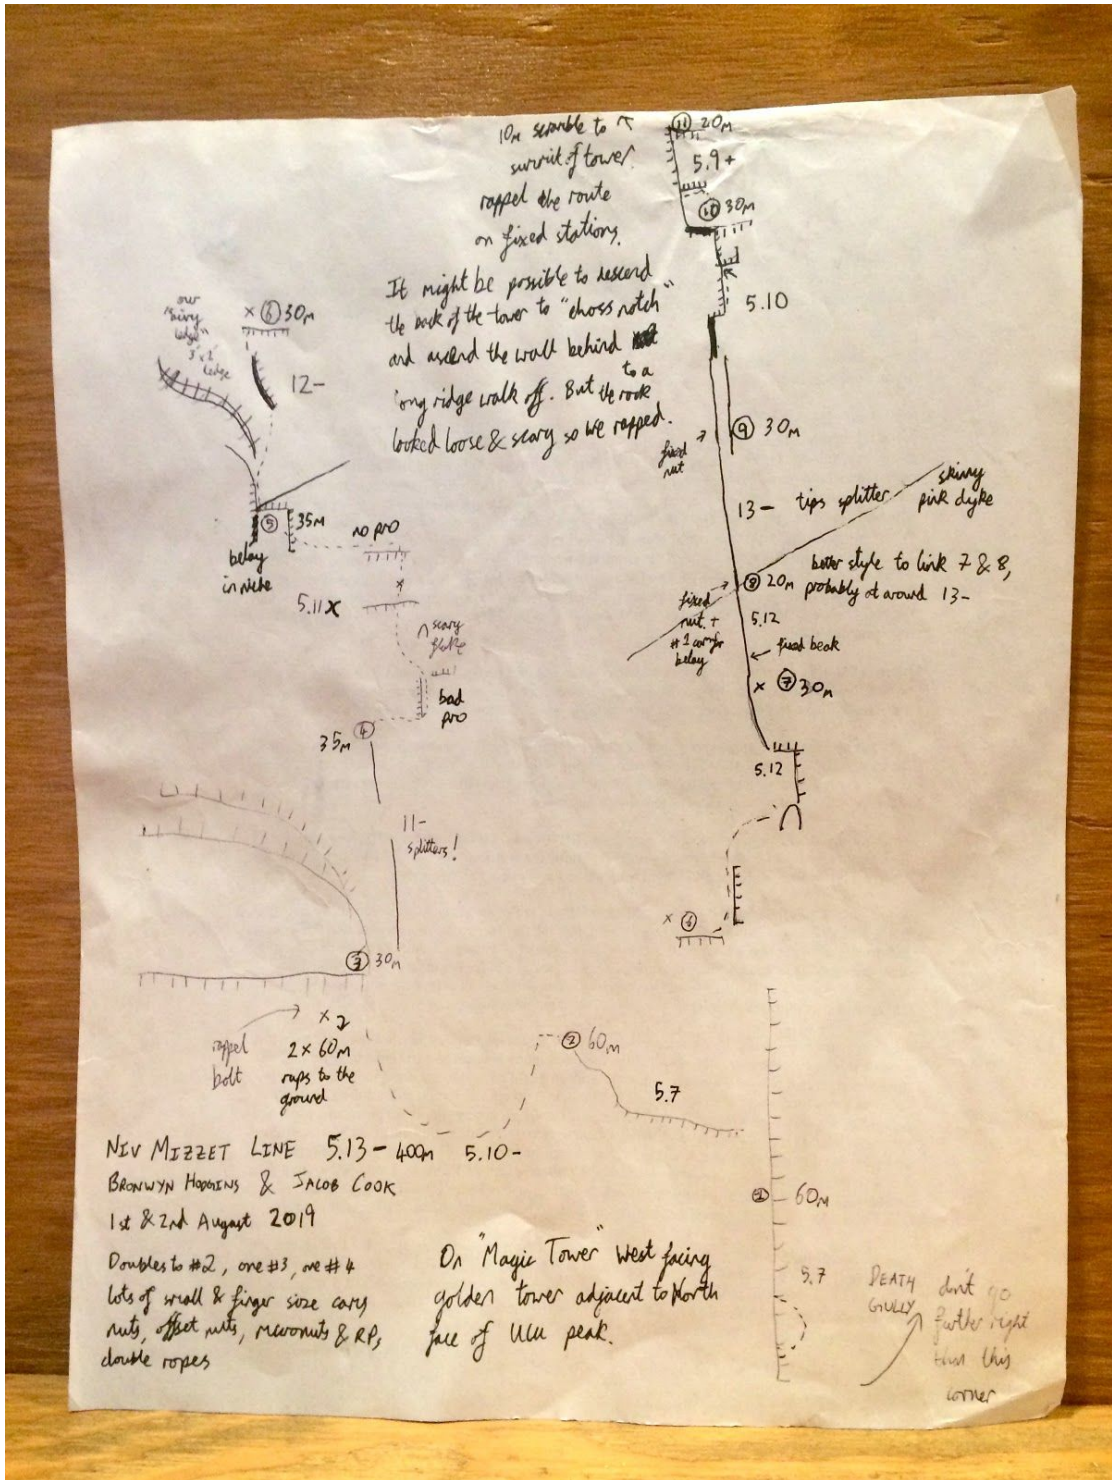 10m scramble to
summit of tower.
rappel the route
on fixed stations.
It might be possible to descend
the back of the tower to "choss notch"
and ascend the wall behind
to a
long ridge walk off. But the rock
looked loose & scary so we rapped.
11 20m
5.9+
10 30m
5.10
9 30m
fixed
nut
13- tips splitter
skinny
pink dyke
better style to link 7 & 8,
probably at around 13-
8 20m
fixed
nut +
#1 cam for
belay
5.12
fixed beak
x 7 30m
5.12
x 6
our
"bivy
ledge"
3' x 2'
ledge
x 6 30m
12-
5 35m
no pro
belay
in niche
x
5.11x
scary
flake
bad
pro
4
35m
11-
splitters!
3 30m
x 2
rappel
bolt
2 x 60m
raps to the
ground
2 60m
5.7
5.10-
1 60m
5.7
DEATH
GULLY
don't go
further right
than this
corner
NIV MIZZET LINE 5.13- 400m
BRONWYN HODGINS & JACOB COOK
1st & 2nd August 2019
Doubles to #2, one #3, one #4
lots of small & finger size cams,
nuts, offset nuts, micronuts & RPs,
double ropes
On "Magic Tower" West facing
golden tower adjacent to North
face of Ulu peak.